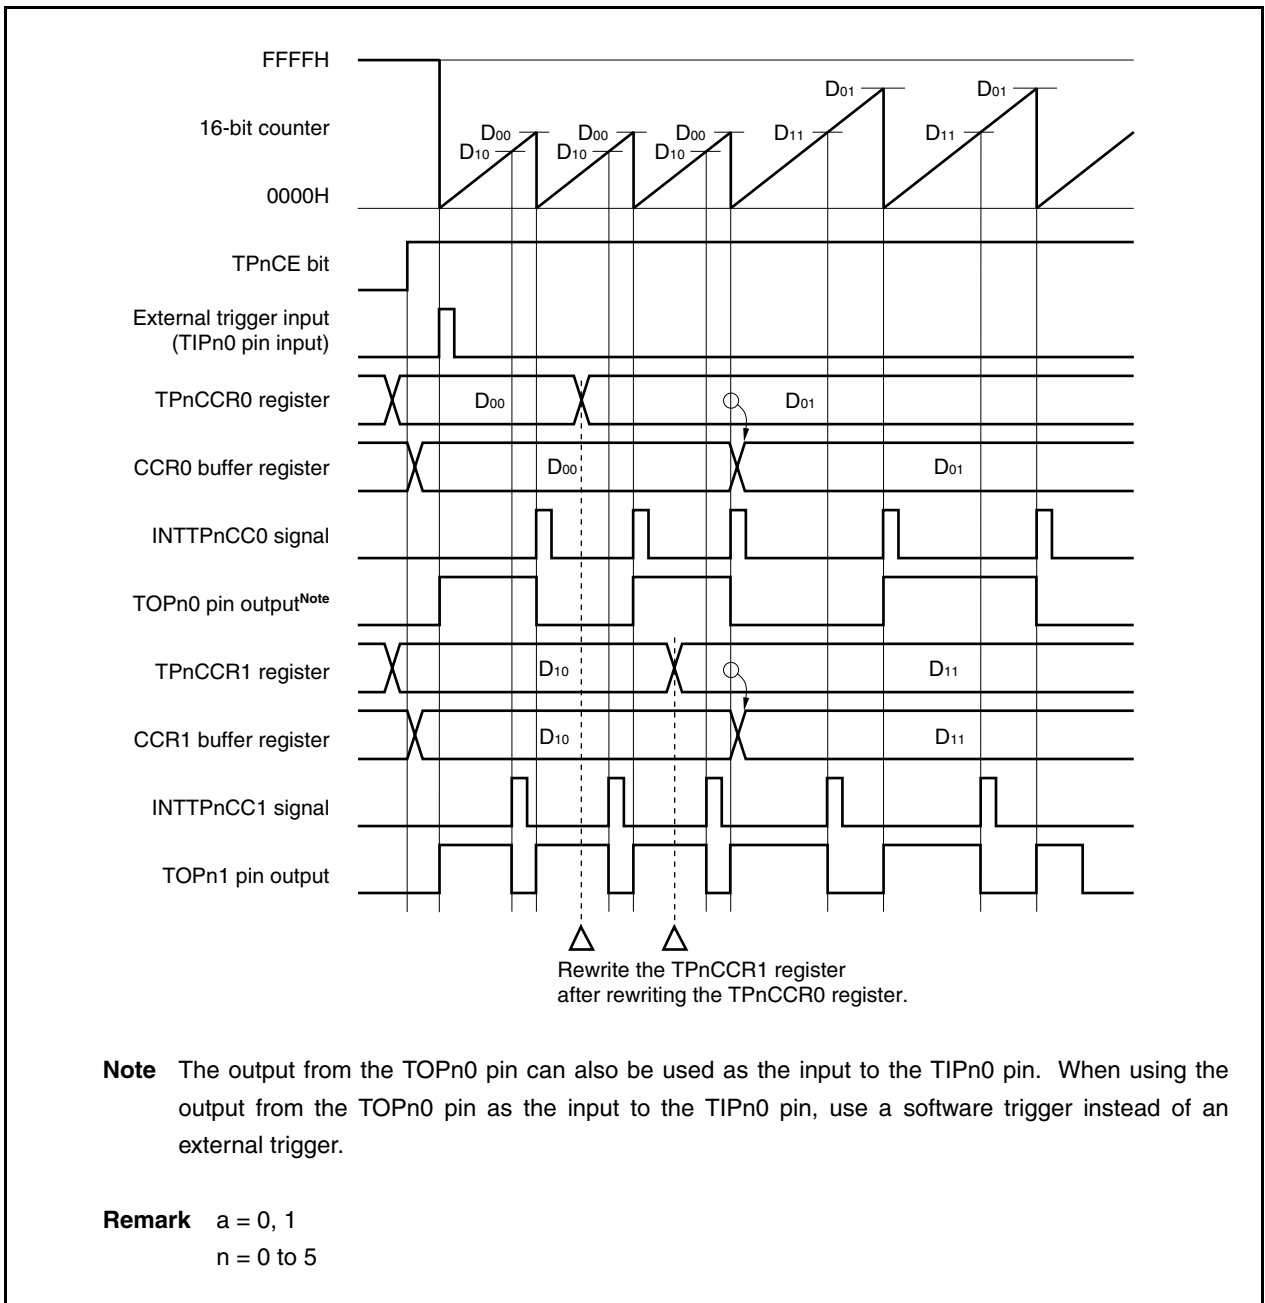 FFFFH
D01 D01
16-bit counter D00 D00 D00 D11 D11
D10 D10 D10
0000H
TPnCE bit
External trigger input
(TIPn0 pin input)
TPnCCR0 register D00 D01
CCR0 buffer register D00 D01
INTTPnCC0 signal
TOPn0 pin outputNote
TPnCCR1 register D10 D11
CCR1 buffer register D10 D11
INTTPnCC1 signal
TOPn1 pin output
Rewrite the TPnCCR1 register
after rewriting the TPnCCR0 register.
Note The output from the TOPn0 pin can also be used as the input to the TIPn0 pin. When using the
output from the TOPn0 pin as the input to the TIPn0 pin, use a software trigger instead of an
external trigger.
Remark a = 0, 1
n = 0 to 5